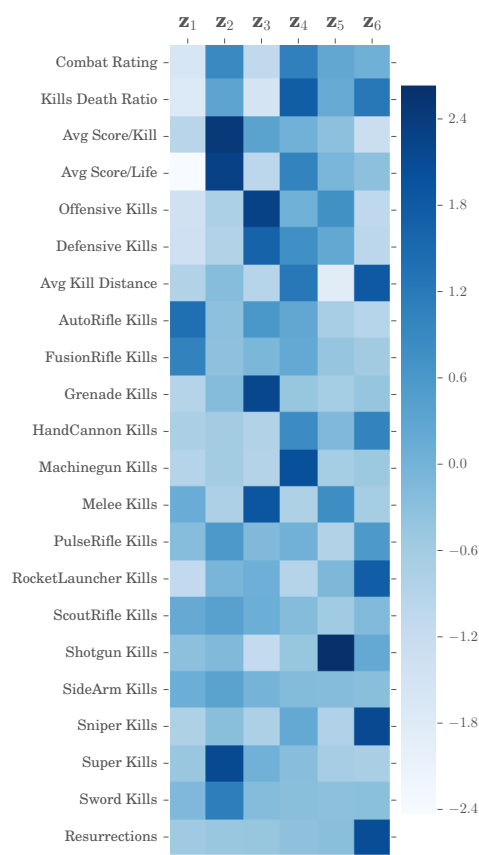 z1 z2 z3 z4 z5 z6
Combat Rating
Kills Death Ratio
Avg Score/Kill
Avg Score/Life
Offensive Kills
Defensive Kills
Avg Kill Distance
AutoRifle Kills
FusionRifle Kills
Grenade Kills
HandCannon Kills
Machinegun Kills
Melee Kills
PulseRifle Kills
RocketLauncher Kills
ScoutRifle Kills
Shotgun Kills
SideArm Kills
Sniper Kills
Super Kills
Sword Kills
Resurrections
2.4
1.8
1.2
0.6
0.0
−0.6
−1.2
−1.8
−2.4